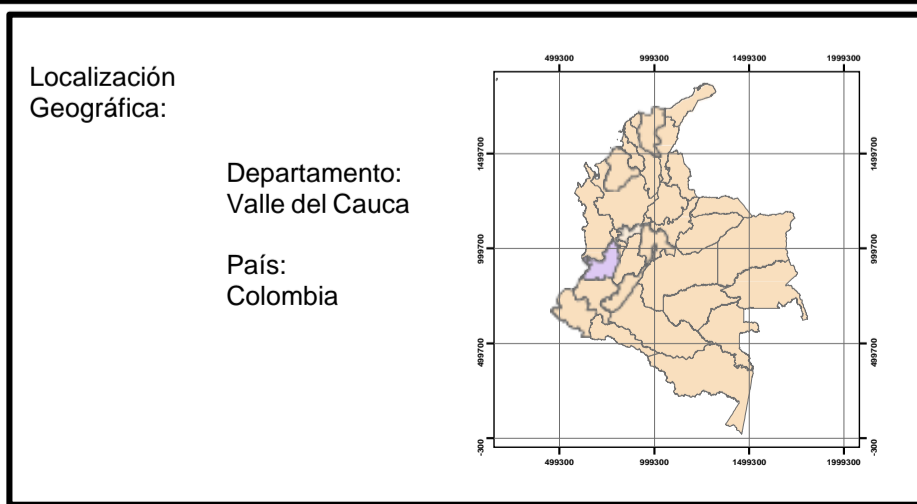 Localización
Geográfica:
Departamento:
Valle del Cauca
País:
Colombia
499300 999300 1499300 1999300
1499700 1499700
999700 999700
499700 499700
-300 -300
499300 999300 1499300 1999300